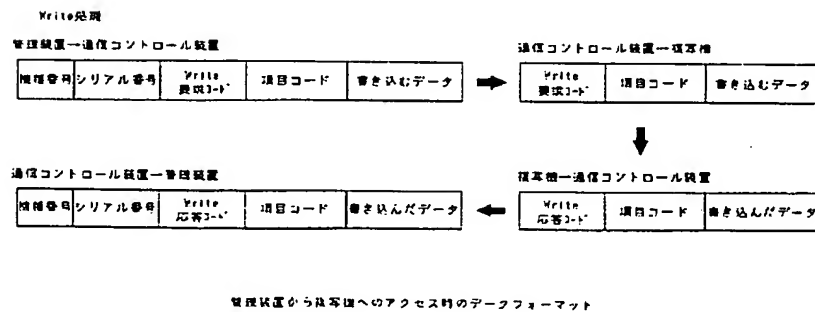 Write処理
管理装置→通信コントロール装置
機種番号 シリアル番号 Write要求コード 項目コード 書き込むデータ
通信コントロール装置→複写機
Write要求コード 項目コード 書き込むデータ
通信コントロール装置→管理装置
機種番号 シリアル番号 Write応答コード 項目コード 書き込んだデータ
複写機→通信コントロール装置
Write応答コード 項目コード 書き込んだデータ
管理装置から複写機へのアクセス時のデータフォーマット